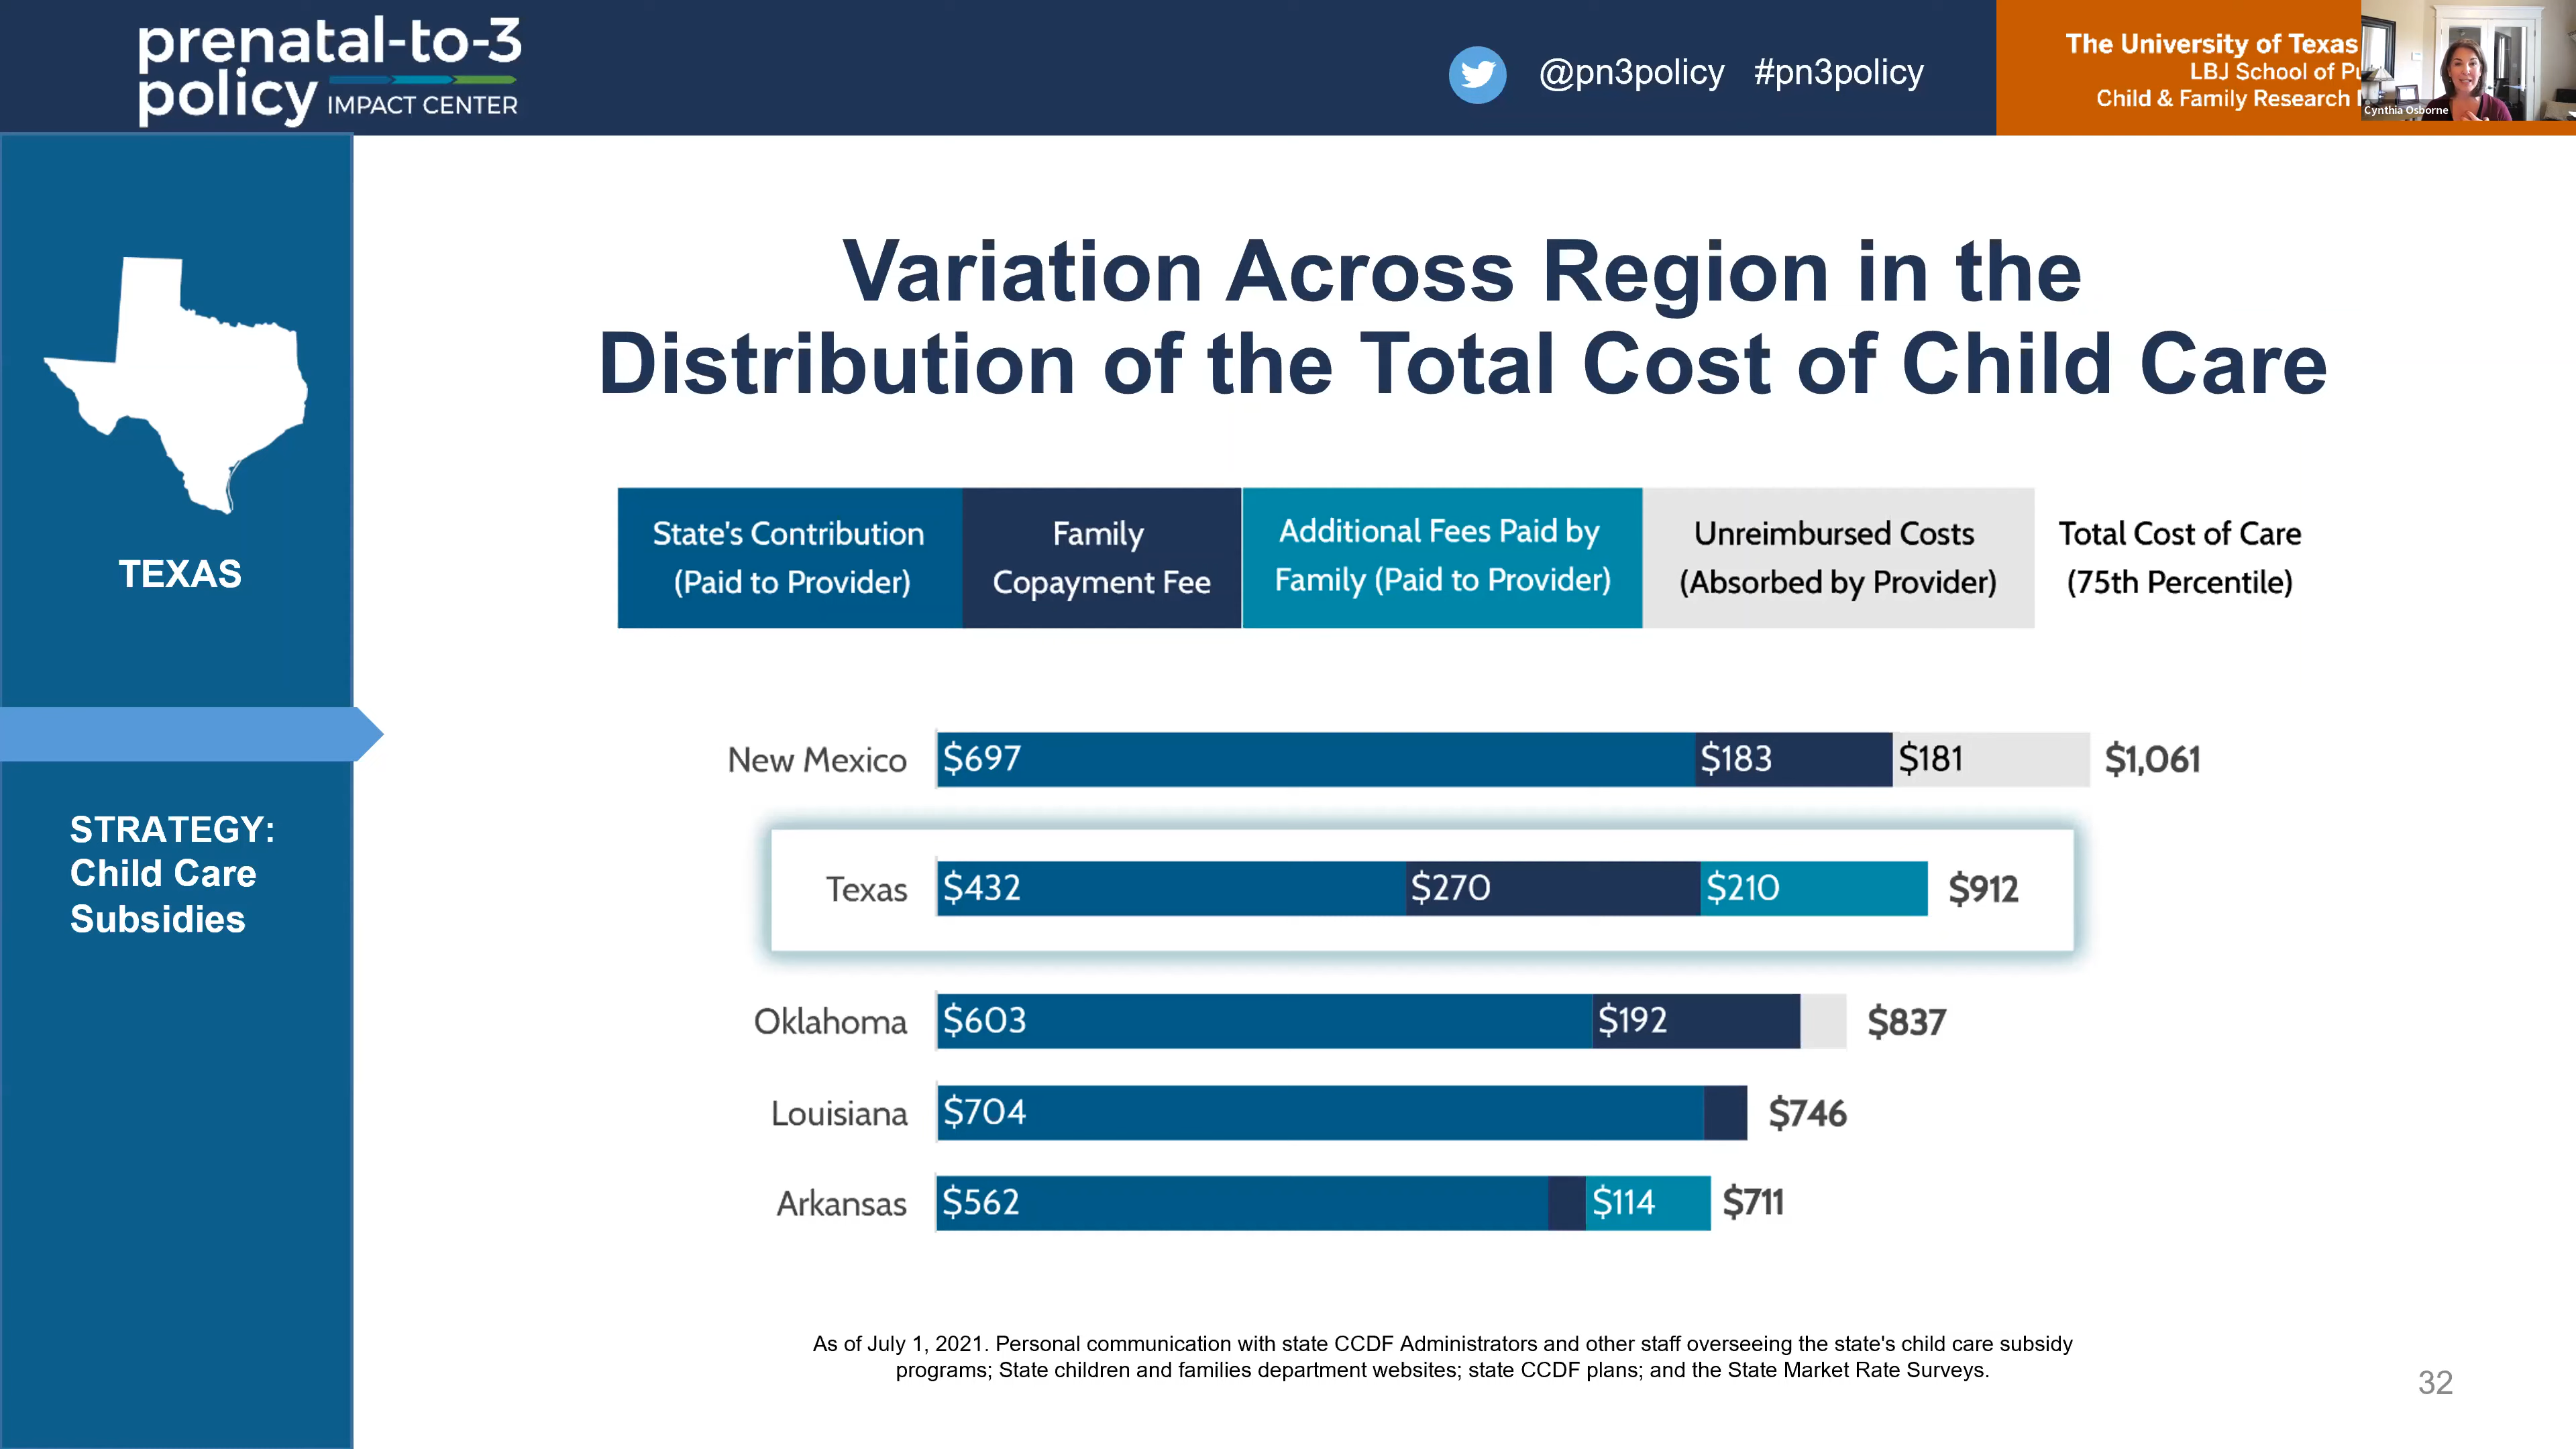 prenatal-to-3
policy IMPACT CENTER
@pn3policy #pn3policy
The University of Texas
LBJ School of
Child & Family Research
Cynthia Osborne
TEXAS
STRATEGY:
Child Care
Subsidies
Variation Across Region in the
Distribution of the Total Cost of Child Care
State's Contribution
(Paid to Provider)
Family
Copayment Fee
Additional Fees Paid by
Family (Paid to Provider)
Unreimbursed Costs
(Absorbed by Provider)
Total Cost of Care
(75th Percentile)
New Mexico $697 $183 $181 $1,061
Texas $432 $270 $210 $912
Oklahoma $603 $192 $837
Louisiana $704 $746
Arkansas $562 $114 $711
As of July 1, 2021. Personal communication with state CCDF Administrators and other staff overseeing the state's child care subsidy
programs; State children and families department websites; state CCDF plans; and the State Market Rate Surveys.
32